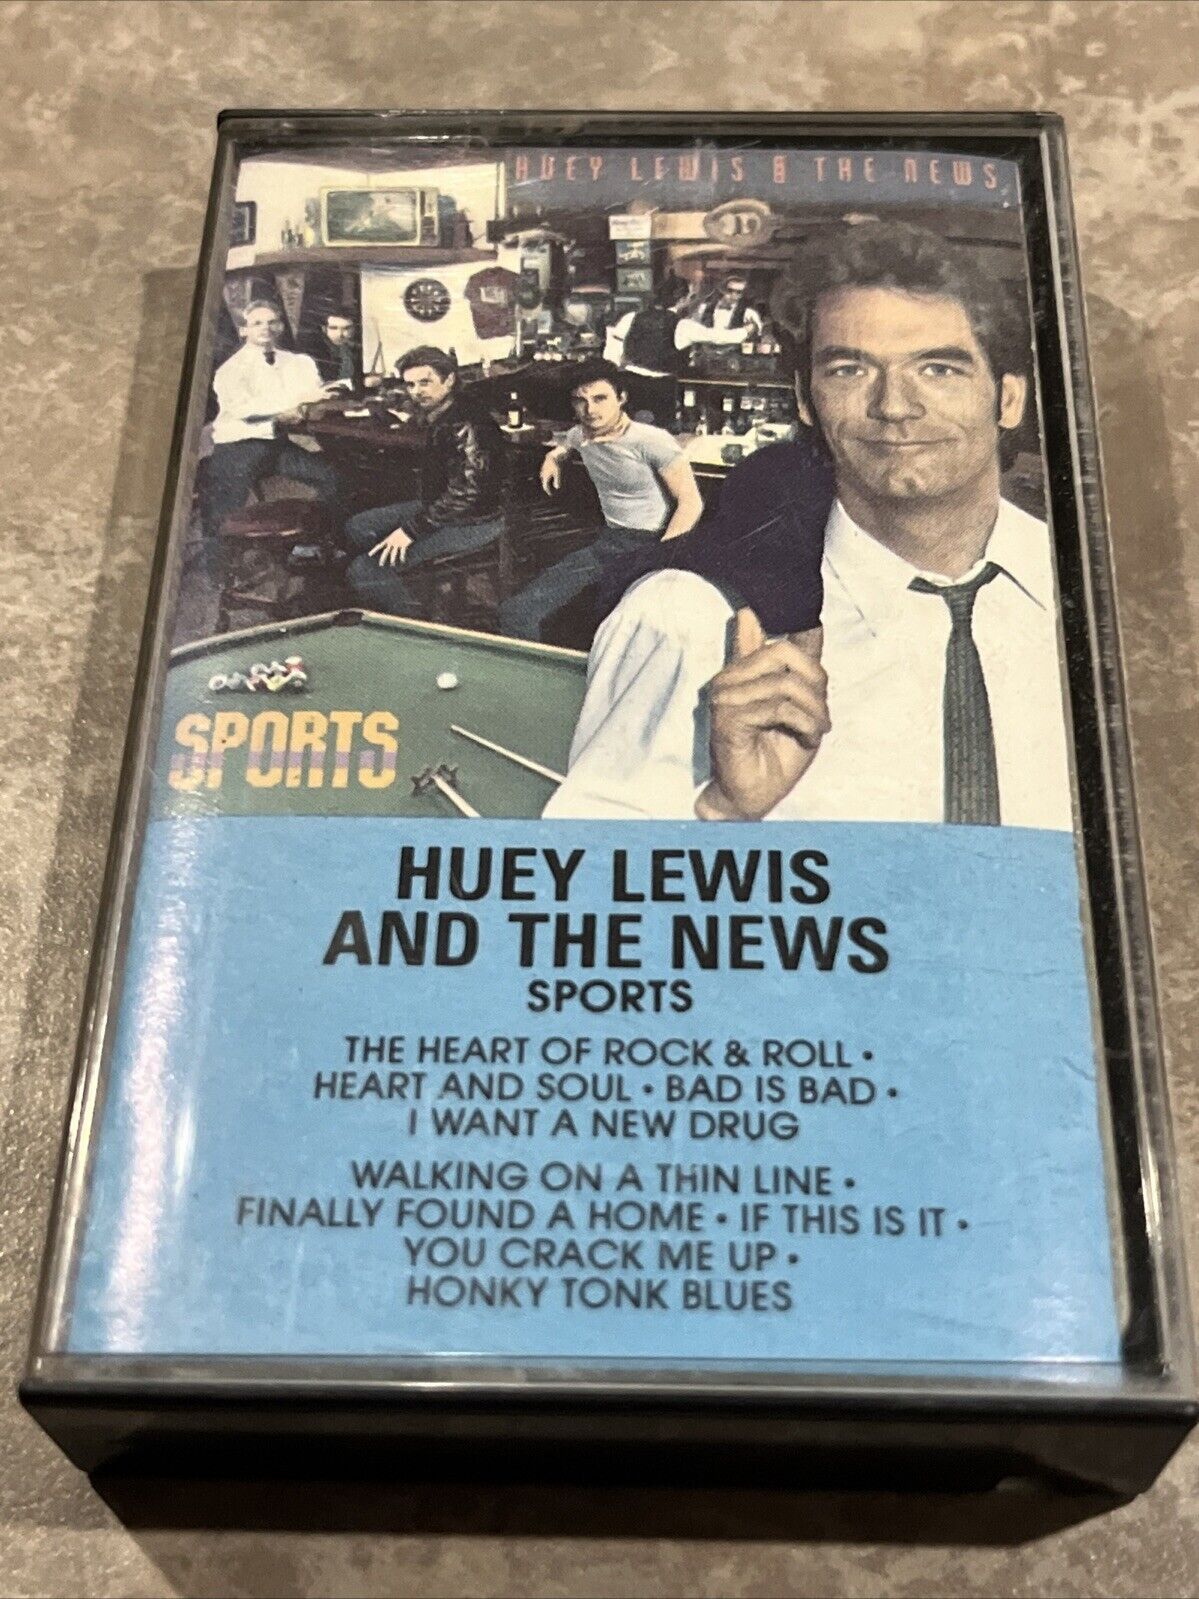 HUEY LEWIS & THE NEWS
SPORTS
HUEY LEWIS
AND THE NEWS
SPORTS
THE HEART OF ROCK & ROLL •
HEART AND SOUL • BAD IS BAD •
I WANT A NEW DRUG
WALKING ON A THIN LINE •
FINALLY FOUND A HOME • IF THIS IS IT •
YOU CRACK ME UP •
HONKY TONK BLUES